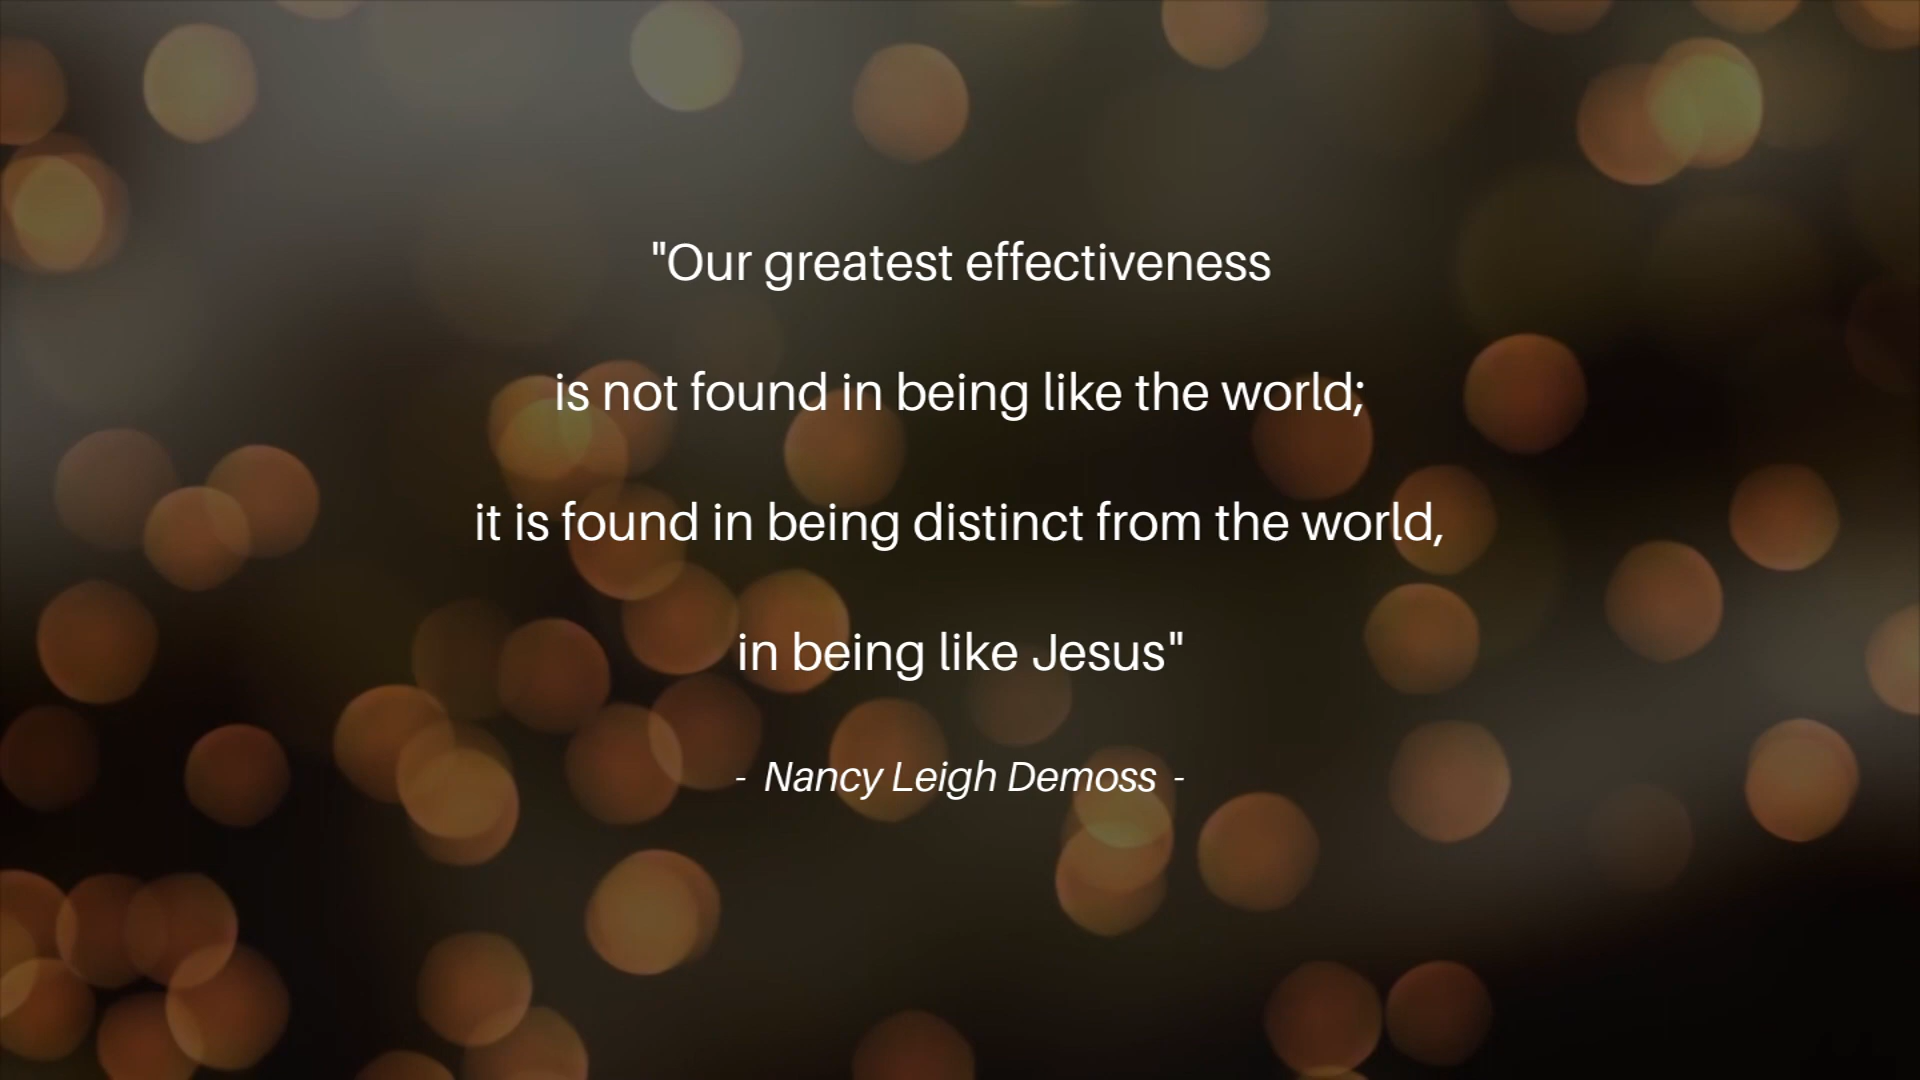 "Our greatest effectiveness
is not found in being like the world;
it is found in being distinct from the world,
in being like Jesus"
- Nancy Leigh Demoss -